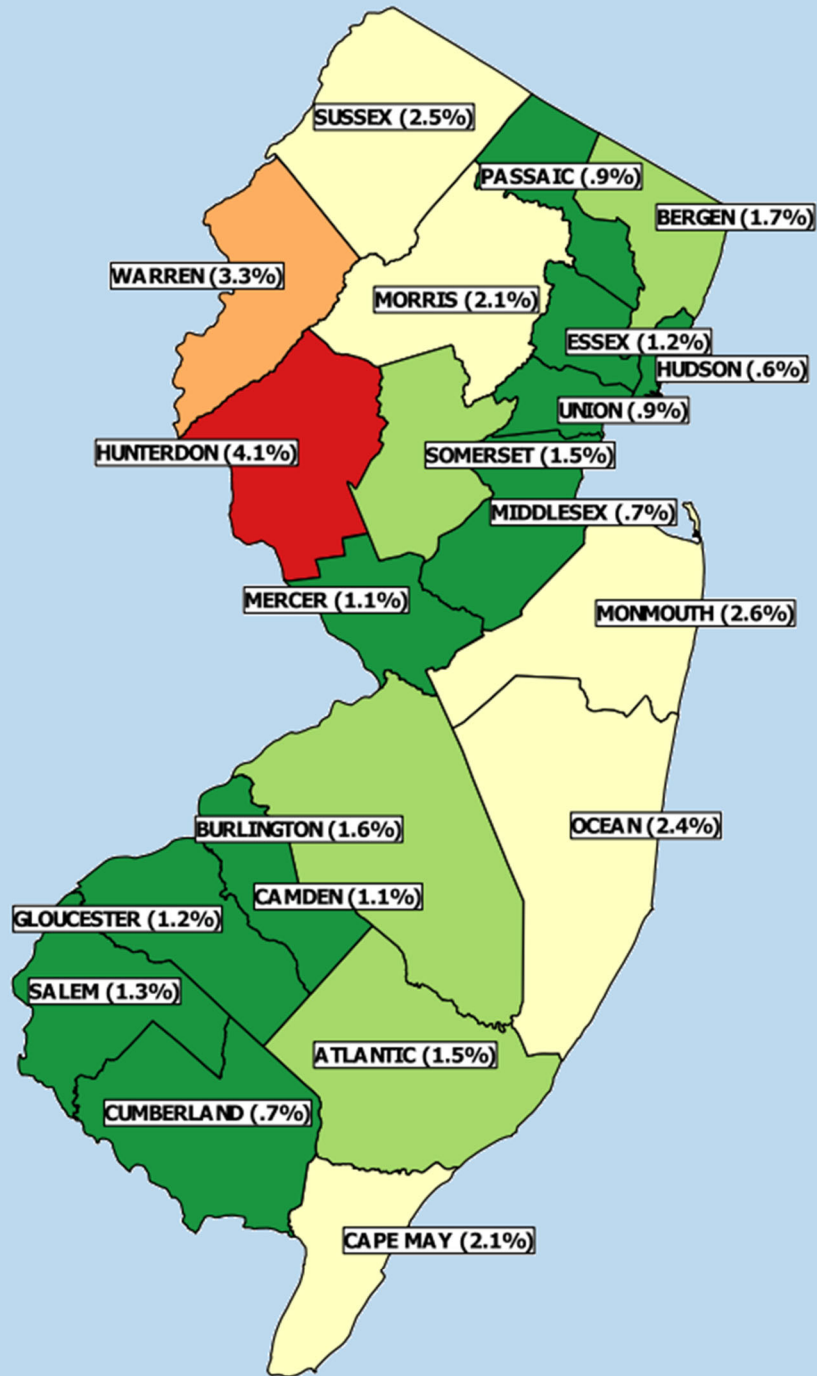 SUSSEX (2.5%)
PASSAIC (.9%)
BERGEN (1.7%)
WARREN (3.3%)
MORRIS (2.1%)
ESSEX (1.2%)
HUDSON (.6%)
UNION (.9%)
HUNTERDON (4.1%)
SOMERSET (1.5%)
MIDDLESEX (.7%)
MERCER (1.1%)
MONMOUTH (2.6%)
OCEAN (2.4%)
BURLINGTON (1.6%)
CAMDEN (1.1%)
GLOUCESTER (1.2%)
SALEM (1.3%)
ATLANTIC (1.5%)
CUMBERLAND (.7%)
CAPE MAY (2.1%)